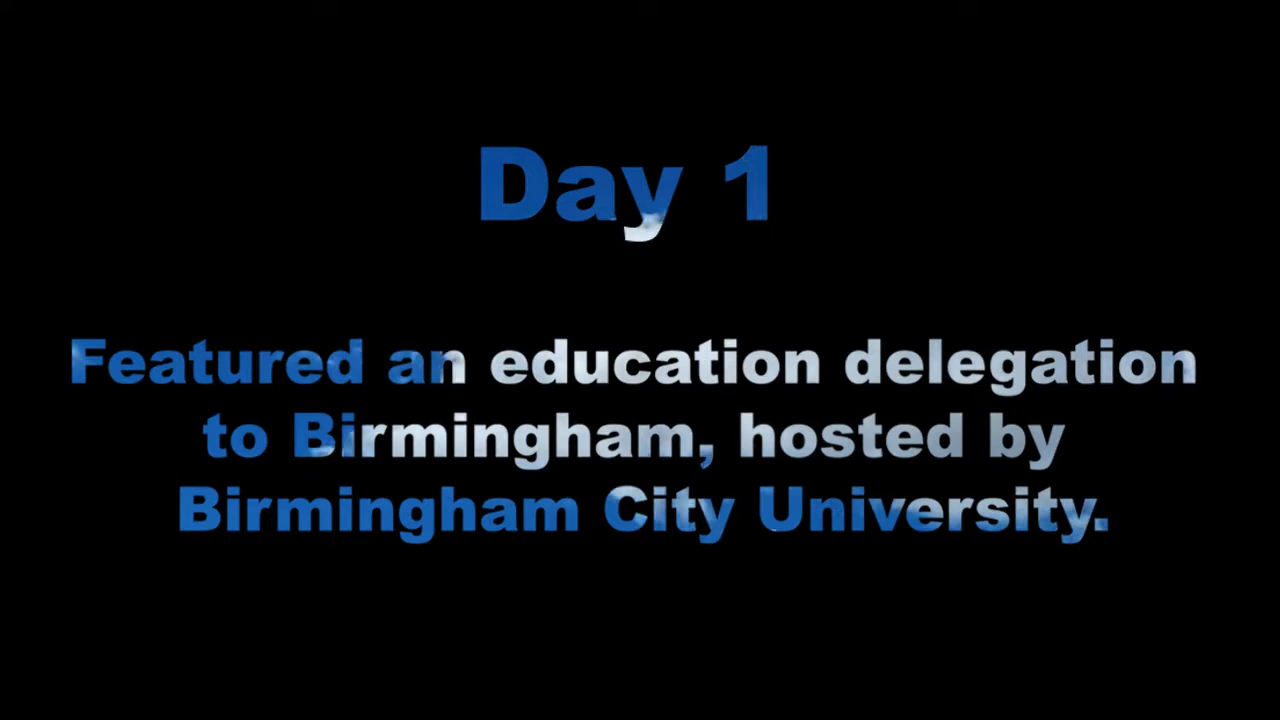 Day 1
Featured an education delegation
to Birmingham, hosted by
Birmingham City University.